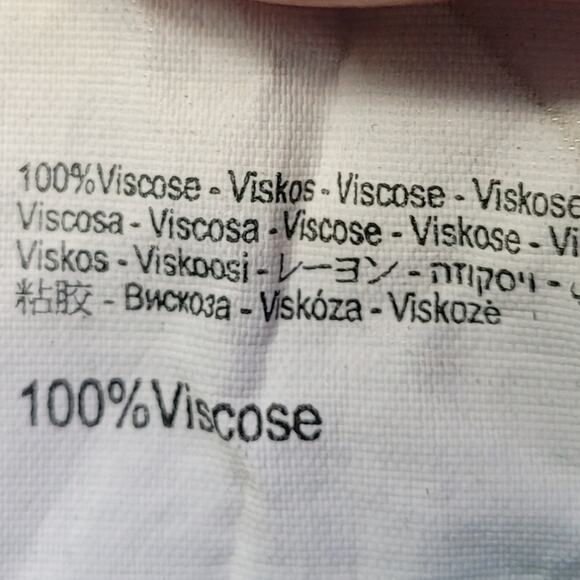 100%Viscose - Viskos - Viscose - Viskose
Viscosa - Viscosa - Viscose - Viskose - Vi
Viskos - Viskoosi - レーヨン - ויסקוזה -
粘胶 - Вискоза - Viskóza - Viskozė
100%Viscose